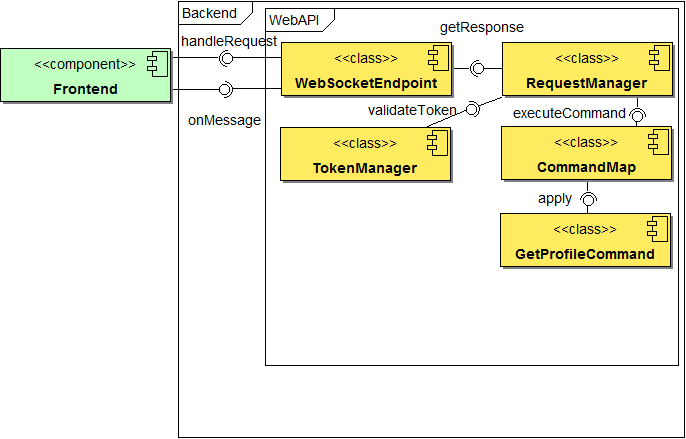 Backend
WebAPI
handleRequest
getResponse
<<component>>
Frontend
<<class>>
WebSocketEndpoint
<<class>>
RequestManager
onMessage
validateToken
executeCommand
<<class>>
TokenManager
<<class>>
CommandMap
apply
<<class>>
GetProfileCommand